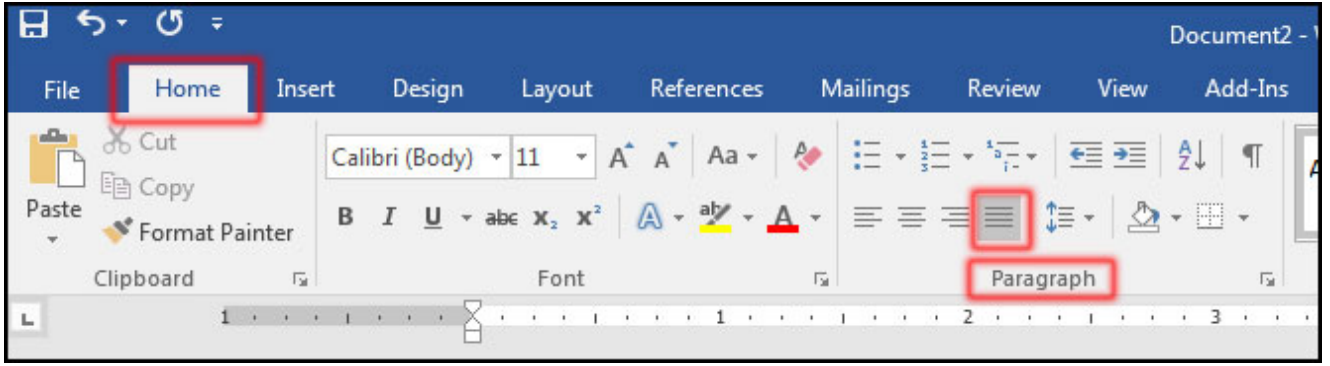 Document2 -
File Home Insert Design Layout References Mailings Review View Add-Ins
Cut
Copy
Paste
Format Painter
Calibri (Body) 11 A A Aa
A Z
B I U abc X₂ X² A aby A
Clipboard Font Paragraph
L 1 1 2 3